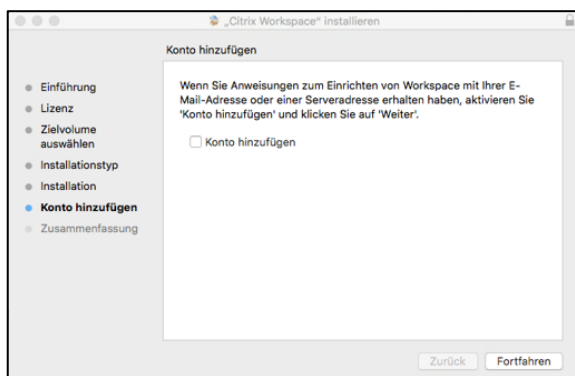 „Citrix Workspace“ installieren
Konto hinzufügen
Einführung
Lizenz
Zielvolume
auswählen
Installationstyp
Installation
Konto hinzufügen
Zusammenfassung
Wenn Sie Anweisungen zum Einrichten von Workspace mit Ihrer E-
Mail-Adresse oder einer Serveradresse erhalten haben, aktivieren Sie
'Konto hinzufügen' und klicken Sie auf 'Weiter'.
Konto hinzufügen
Zurück
Fortfahren